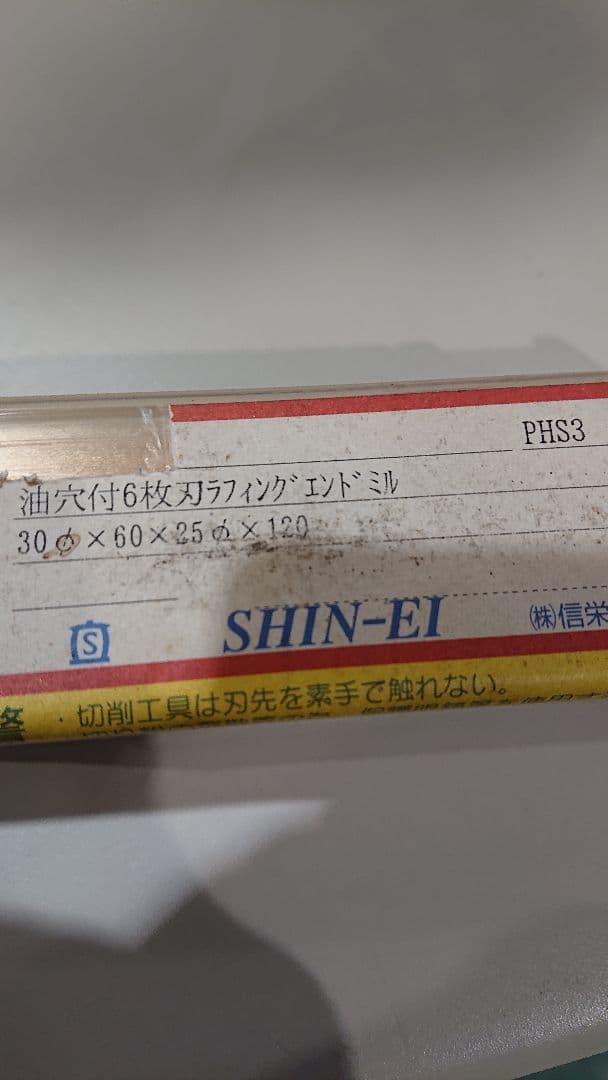 PHS3
油穴付6枚刃ﾗﾌｨﾝｸﾞｴﾝﾄﾞﾐﾙ
30φ×60×25φ×120
S SHIN-EI ㈱信栄
・切削工具は刃先を素手で触れない。